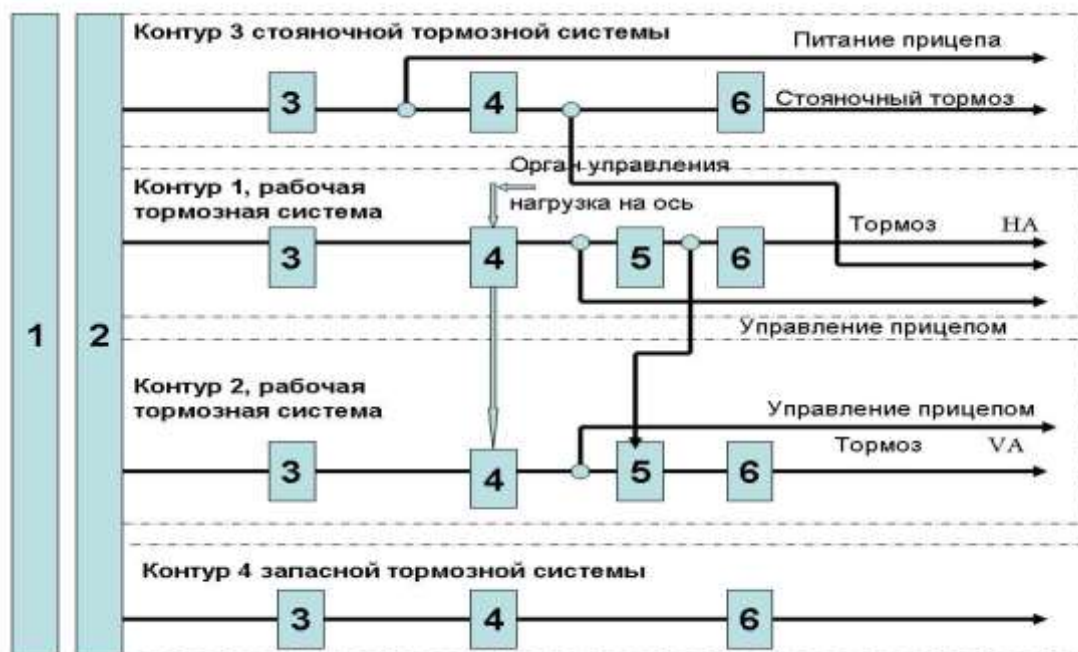 1
2
Контур 3 стояночной тормозной системы
Питание прицепа
3
4
6
Стояночный тормоз
Орган управления
Контур 1, рабочая
тормозная система
нагрузка на ось
Тормоз НА
3
4
5
6
Управление прицепом
Контур 2, рабочая
тормозная система
Управление прицепом
Тормоз VA
3
4
5
6
Контур 4 запасной тормозной системы
3
4
6